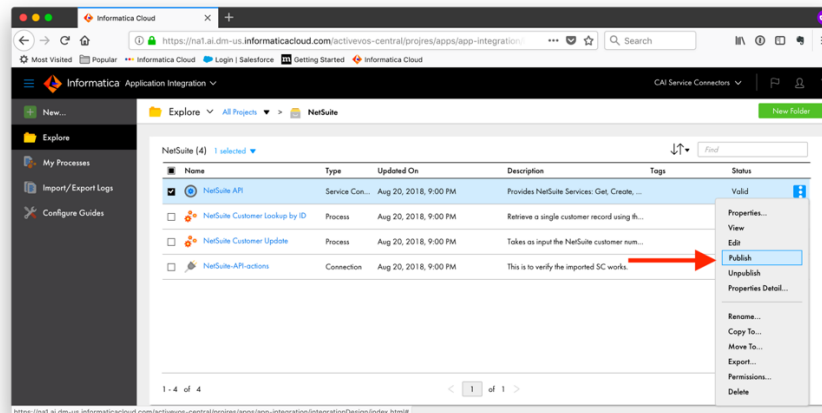 Informatica Cloud
https://na1.ai.dm-us.informaticacloud.com/activevos-central/projres/apps/app-integration/
Search
Most Visited Popular Informatica Cloud Login | Salesforce Getting Started Informatica Cloud
Informatica Application Integration CAI Service Connectors
New... Explore All Projects > NetSuite New Folder
Explore
My Processes
Import/Export Logs
Configure Guides
NetSuite (4) 1 selected Find
Name Type Updated On Description Tags Status
NetSuite API Service Con... Aug 20, 2018, 9:00 PM Provides NetSuite Services: Get, Create, ... Valid
NetSuite Customer Lookup by ID Process Aug 20, 2018, 9:00 PM Retrieve a single customer record using th...
NetSuite Customer Update Process Aug 20, 2018, 9:00 PM Takes as input the NetSuite customer num...
NetSuite-API-actions Connection Aug 20, 2018, 9:00 PM This is to verify the imported SC works.
Properties...
View
Edit
Publish
Unpublish
Properties Detail...
Rename...
Copy To...
Move To...
Export...
Permissions...
Delete
1 - 4 of 4 < 1 of 1 >
https://na1.ai.dm-us.informaticacloud.com/activevos-central/projres/apps/app-integration/integrationDesign/index.html#